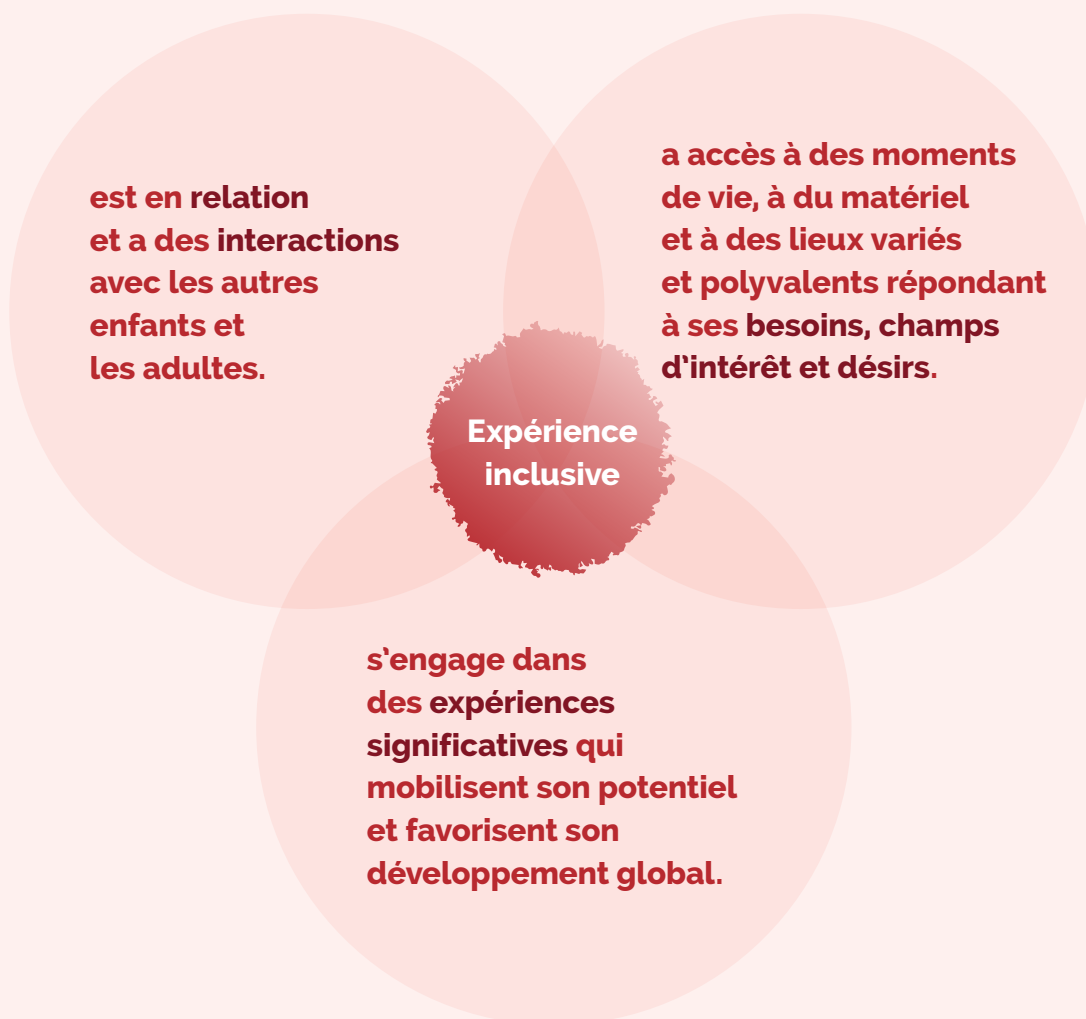 est en relation
et a des interactions
avec les autres
enfants et
les adultes.
a accès à des moments
de vie, à du matériel
et à des lieux variés
et polyvalents répondant
à ses besoins, champs
d‵intérêt et désirs.
Expérience
inclusive
s‵engage dans
des expériences
significatives qui
mobilisent son potentiel
et favorisent son
développement global.